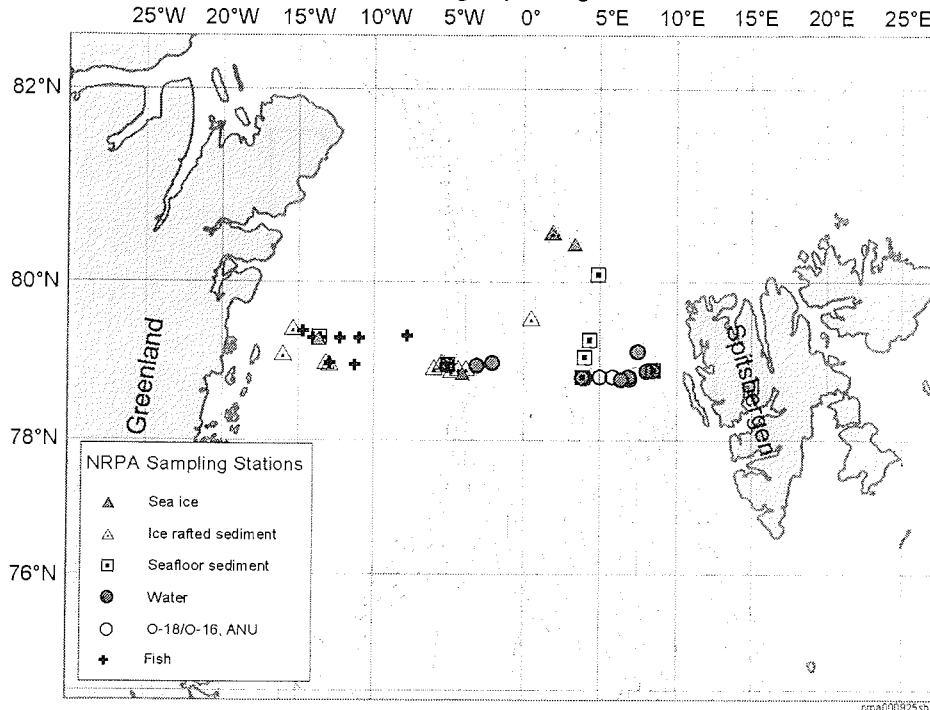 25°W 20°W 15°W 10°W 5°W 0° 5°E 10°E 15°E 20°E 25°E
82°N
80°N
78°N
76°N
Greenland
Spitsbergen
NRPA Sampling Stations
Sea ice
Ice rafted sediment
Seafloor sediment
Water
O-18/O-16, ANU
Fish